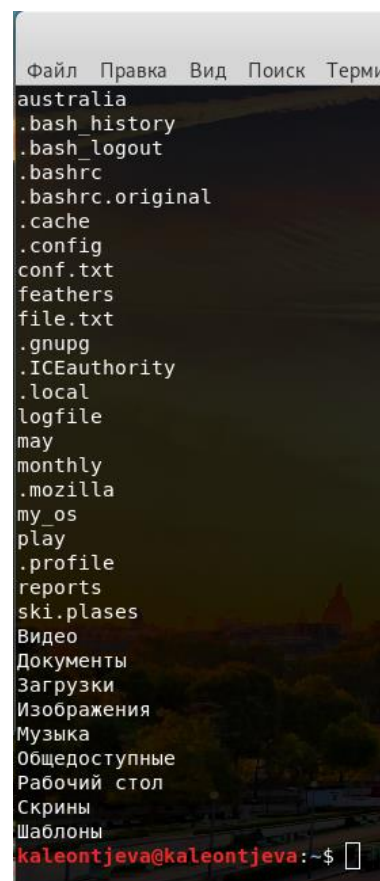 Файл Правка Вид Поиск
australia
.bash_history
.bash_logout
.bashrc
.bashrc.original
.cache
.config
conf.txt
feathers
file.txt
.gnupg
.ICEauthority
.local
logfile
may
monthly
.mozilla
my_os
play
.profile
reports
ski.plases
Видео
Документы
Загрузки
Изображения
Музыка
Общедоступные
Рабочий стол
Скрины
Шаблоны
kaleontjeva@kaleontjeva:~$